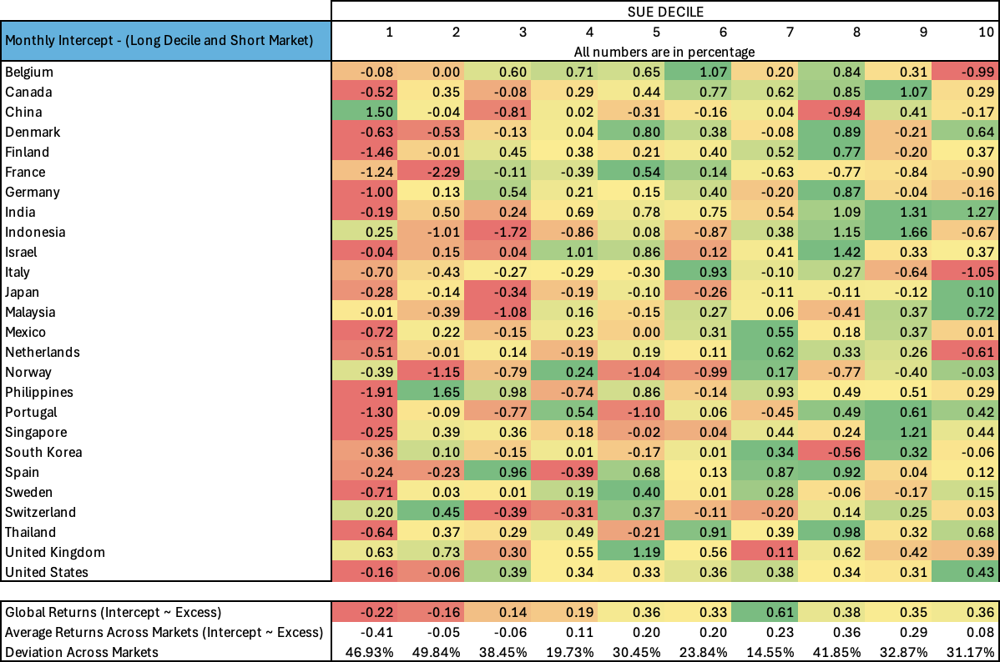 SUE DECILE
Monthly Intercept - (Long Decile and Short Market) 1 2 3 4 5 6 7 8 9 10
All numbers are in percentage
Belgium -0.08 0.00 0.60 0.71 0.65 1.07 0.20 0.84 0.31 -0.99
Canada -0.52 0.35 -0.08 0.29 0.44 0.77 0.62 0.85 1.07 0.29
China 1.50 -0.04 -0.81 0.02 -0.31 -0.16 0.04 -0.94 0.41 -0.17
Denmark -0.63 -0.53 -0.13 0.04 0.80 0.38 -0.08 0.89 -0.21 0.64
Finland -1.46 -0.01 0.45 0.38 0.21 0.40 0.52 0.77 -0.20 0.37
France -1.24 -2.29 -0.11 -0.39 0.54 0.14 -0.63 -0.77 -0.84 -0.90
Germany -1.00 0.13 0.54 0.21 0.15 0.40 -0.20 0.87 -0.04 -0.16
India -0.19 0.50 0.24 0.69 0.78 0.75 0.54 1.09 1.31 1.27
Indonesia 0.25 -1.01 -1.72 -0.86 0.08 -0.87 0.38 1.15 1.66 -0.67
Israel -0.04 0.15 0.04 1.01 0.86 0.12 0.41 1.42 0.33 0.37
Italy -0.70 -0.43 -0.27 -0.29 -0.30 0.93 -0.10 0.27 -0.64 -1.05
Japan -0.28 -0.14 -0.34 -0.19 -0.10 -0.26 -0.11 -0.11 -0.12 0.10
Malaysia -0.01 -0.39 -1.08 0.16 -0.15 0.27 0.06 -0.41 0.37 0.72
Mexico -0.72 0.22 -0.15 0.23 0.00 0.31 0.55 0.18 0.37 0.01
Netherlands -0.51 -0.01 0.14 -0.19 0.19 0.11 0.62 0.33 0.26 -0.61
Norway -0.39 -1.15 -0.79 0.24 -1.04 -0.99 0.17 -0.77 -0.40 -0.03
Philippines -1.91 1.65 0.98 -0.74 0.86 -0.14 0.93 0.49 0.51 0.29
Portugal -1.30 -0.09 -0.77 0.54 -1.10 0.06 -0.45 0.49 0.61 0.42
Singapore -0.25 0.39 0.36 0.18 -0.02 0.04 0.44 0.24 1.21 0.44
South Korea -0.36 0.10 -0.15 0.01 -0.17 0.01 0.34 -0.56 0.32 -0.06
Spain -0.24 -0.23 0.96 -0.39 0.68 0.13 0.87 0.92 0.04 0.12
Sweden -0.71 0.03 0.01 0.19 0.40 0.01 0.28 -0.06 -0.17 0.15
Switzerland 0.20 0.45 -0.39 -0.31 0.37 -0.11 -0.20 0.14 0.25 0.03
Thailand -0.64 0.37 0.29 0.49 -0.21 0.91 0.39 0.98 0.32 0.68
United Kingdom 0.63 0.73 0.30 0.55 1.19 0.56 0.11 0.62 0.42 0.39
United States -0.16 -0.06 0.39 0.34 0.33 0.36 0.38 0.34 0.31 0.43
Global Returns (Intercept ~ Excess) -0.22 -0.16 0.14 0.19 0.36 0.33 0.61 0.38 0.35 0.36
Average Returns Across Markets (Intercept ~ Excess) -0.41 -0.05 -0.06 0.11 0.20 0.20 0.23 0.36 0.29 0.08
Deviation Across Markets 46.93% 49.84% 38.45% 19.73% 30.45% 23.84% 14.55% 41.85% 32.87% 31.17%